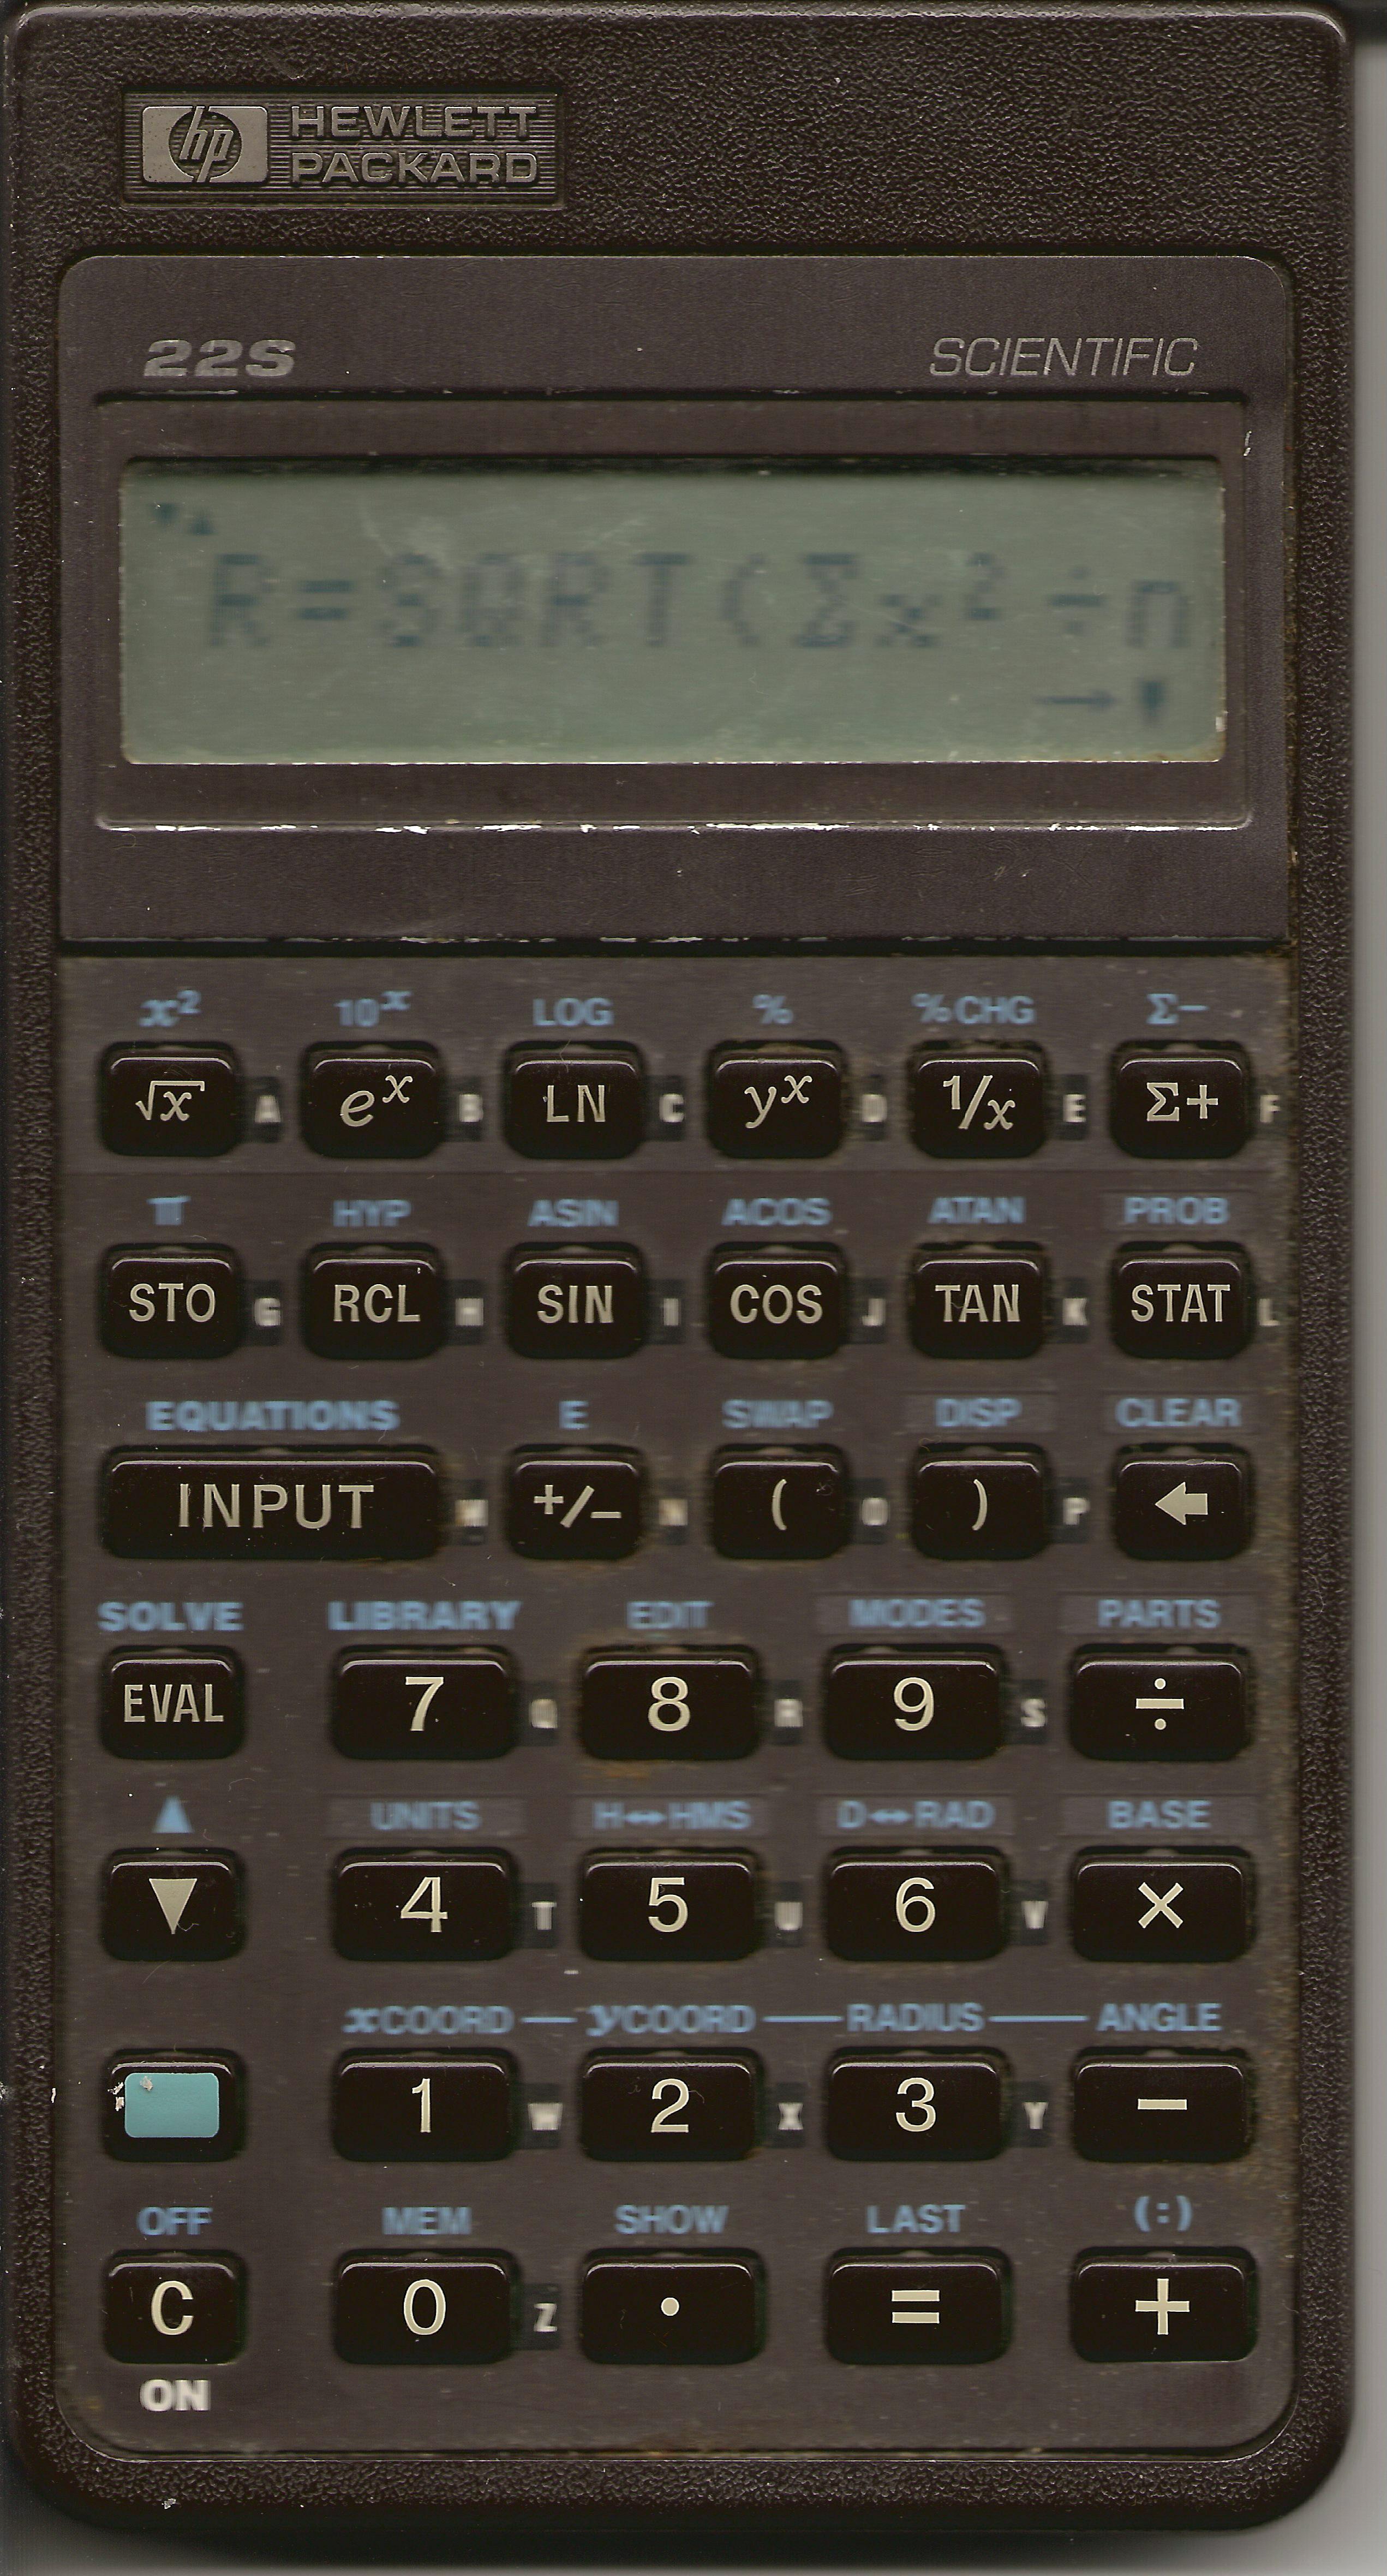 hp HEWLETT
PACKARD
22S SCIENTIFIC
R=SQRT(Σx²÷n
x² 10ˣ LOG % %CHG Σ−
√x A eˣ B LN C yˣ D 1/x E Σ+ F
π HYP ASIN ACOS ATAN PROB
STO G RCL H SIN I COS J TAN K STAT L
EQUATIONS E SWAP DISP CLEAR
INPUT M +/− N ( O ) P ←
SOLVE LIBRARY EDIT MODES PARTS
EVAL 7 Q 8 R 9 S ÷
▲ UNITS H↔HMS D↔RAD BASE
▼ 4 T 5 U 6 V ×
xCOORD yCOORD RADIUS ANGLE
1 W 2 X 3 Y −
OFF MEM SHOW LAST (:)
C 0 Z · = +
ON